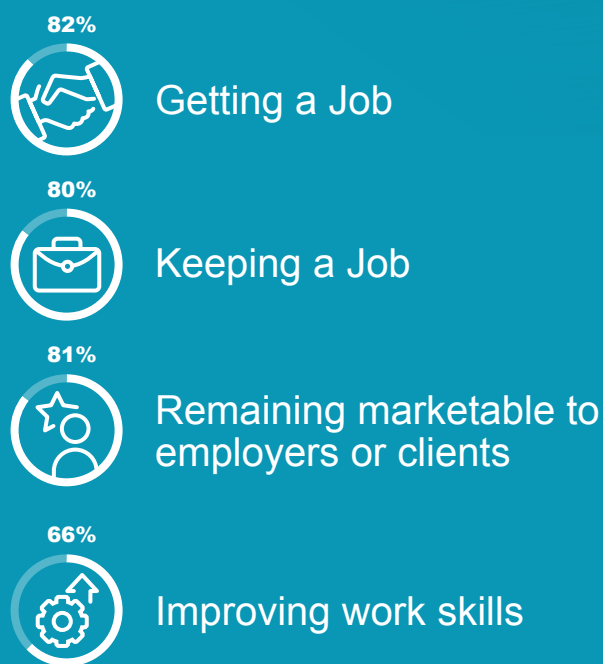 82%
Getting a Job
80%
Keeping a Job
81%
Remaining marketable to
employers or clients
66%
Improving work skills